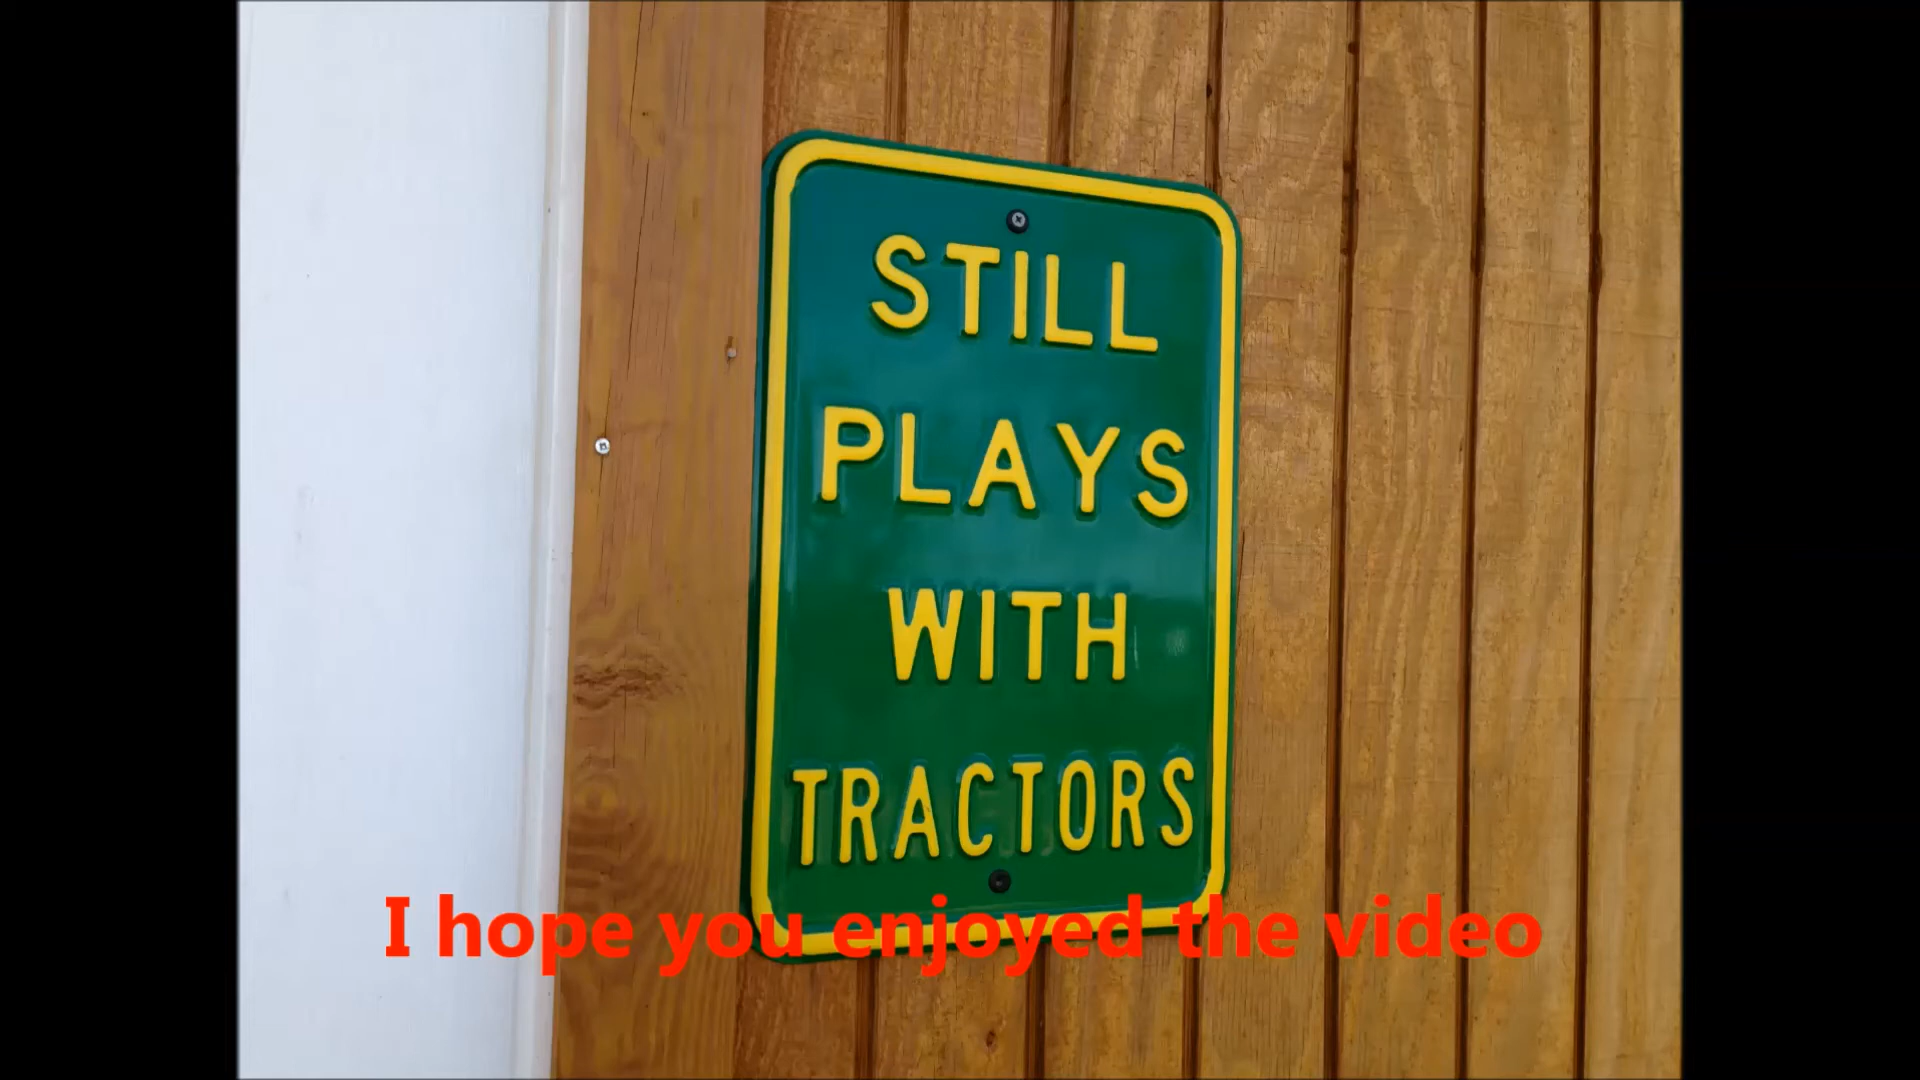 STILL
PLAYS
WITH
TRACTORS
I hope you enjoyed the video